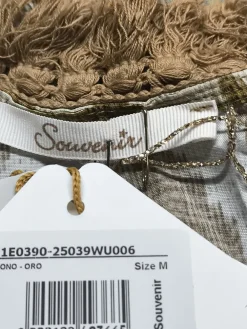 Souvenir
1E0390-25039WU006
ONO - ORO
Size M
Souvenir